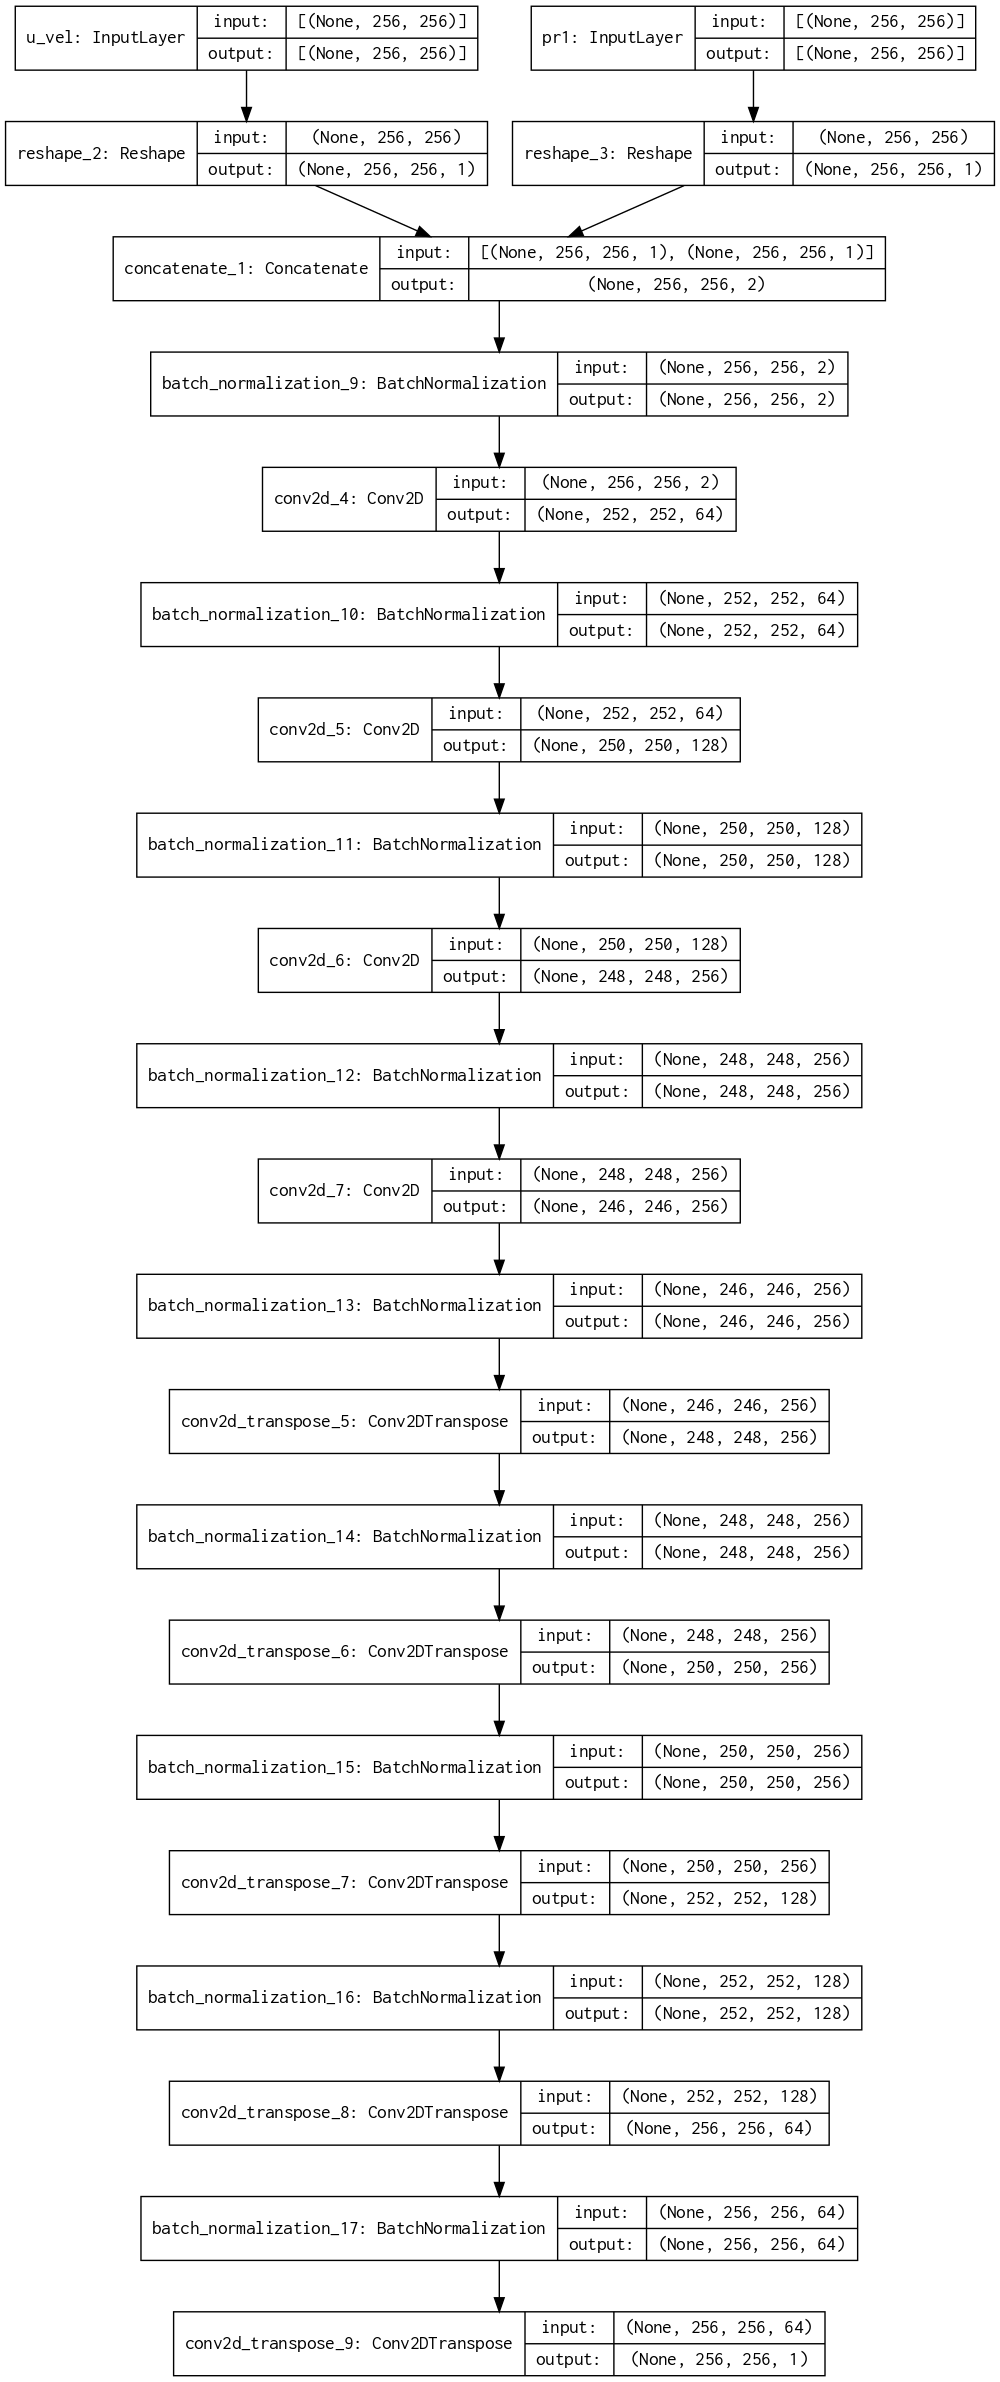 u_vel: InputLayer input: [(None, 256, 256)]
output: [(None, 256, 256)]
pr1: InputLayer input: [(None, 256, 256)]
output: [(None, 256, 256)]
reshape_2: Reshape input: (None, 256, 256)
output: (None, 256, 256, 1)
reshape_3: Reshape input: (None, 256, 256)
output: (None, 256, 256, 1)
concatenate_1: Concatenate input: [(None, 256, 256, 1), (None, 256, 256, 1)]
output: (None, 256, 256, 2)
batch_normalization_9: BatchNormalization input: (None, 256, 256, 2)
output: (None, 256, 256, 2)
conv2d_4: Conv2D input: (None, 256, 256, 2)
output: (None, 252, 252, 64)
batch_normalization_10: BatchNormalization input: (None, 252, 252, 64)
output: (None, 252, 252, 64)
conv2d_5: Conv2D input: (None, 252, 252, 64)
output: (None, 250, 250, 128)
batch_normalization_11: BatchNormalization input: (None, 250, 250, 128)
output: (None, 250, 250, 128)
conv2d_6: Conv2D input: (None, 250, 250, 128)
output: (None, 248, 248, 256)
batch_normalization_12: BatchNormalization input: (None, 248, 248, 256)
output: (None, 248, 248, 256)
conv2d_7: Conv2D input: (None, 248, 248, 256)
output: (None, 246, 246, 256)
batch_normalization_13: BatchNormalization input: (None, 246, 246, 256)
output: (None, 246, 246, 256)
conv2d_transpose_5: Conv2DTranspose input: (None, 246, 246, 256)
output: (None, 248, 248, 256)
batch_normalization_14: BatchNormalization input: (None, 248, 248, 256)
output: (None, 248, 248, 256)
conv2d_transpose_6: Conv2DTranspose input: (None, 248, 248, 256)
output: (None, 250, 250, 256)
batch_normalization_15: BatchNormalization input: (None, 250, 250, 256)
output: (None, 250, 250, 256)
conv2d_transpose_7: Conv2DTranspose input: (None, 250, 250, 256)
output: (None, 252, 252, 128)
batch_normalization_16: BatchNormalization input: (None, 252, 252, 128)
output: (None, 252, 252, 128)
conv2d_transpose_8: Conv2DTranspose input: (None, 252, 252, 128)
output: (None, 256, 256, 64)
batch_normalization_17: BatchNormalization input: (None, 256, 256, 64)
output: (None, 256, 256, 64)
conv2d_transpose_9: Conv2DTranspose input: (None, 256, 256, 64)
output: (None, 256, 256, 1)